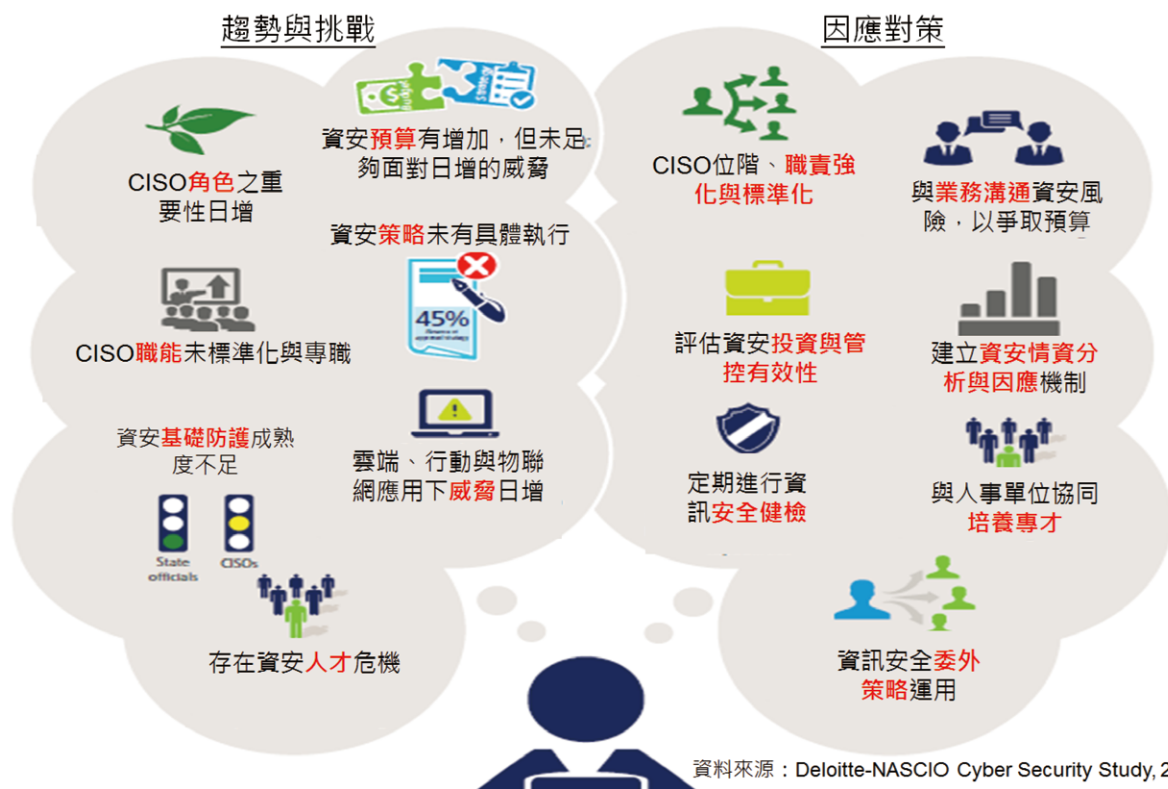 趨勢與挑戰
CISO角色之重
要性日增
資安預算有增加，但未足
夠面對日增的威脅
CISO職能未標準化與專職
資安策略未有具體執行
45%
資安基礎防護成熟
度不足
State
officials
CISOs
雲端、行動與物聯
網應用下威脅日增
存在資安人才危機
因應對策
CISO位階、職責強
化與標準化
與業務溝通資安風
險，以爭取預算
評估資安投資與管
控有效性
建立資安情資分
析與因應機制
定期進行資
訊安全健檢
與人事單位協同
培養專才
資訊安全委外
策略運用
資料來源：Deloitte-NASCIO Cyber Security Study, 2